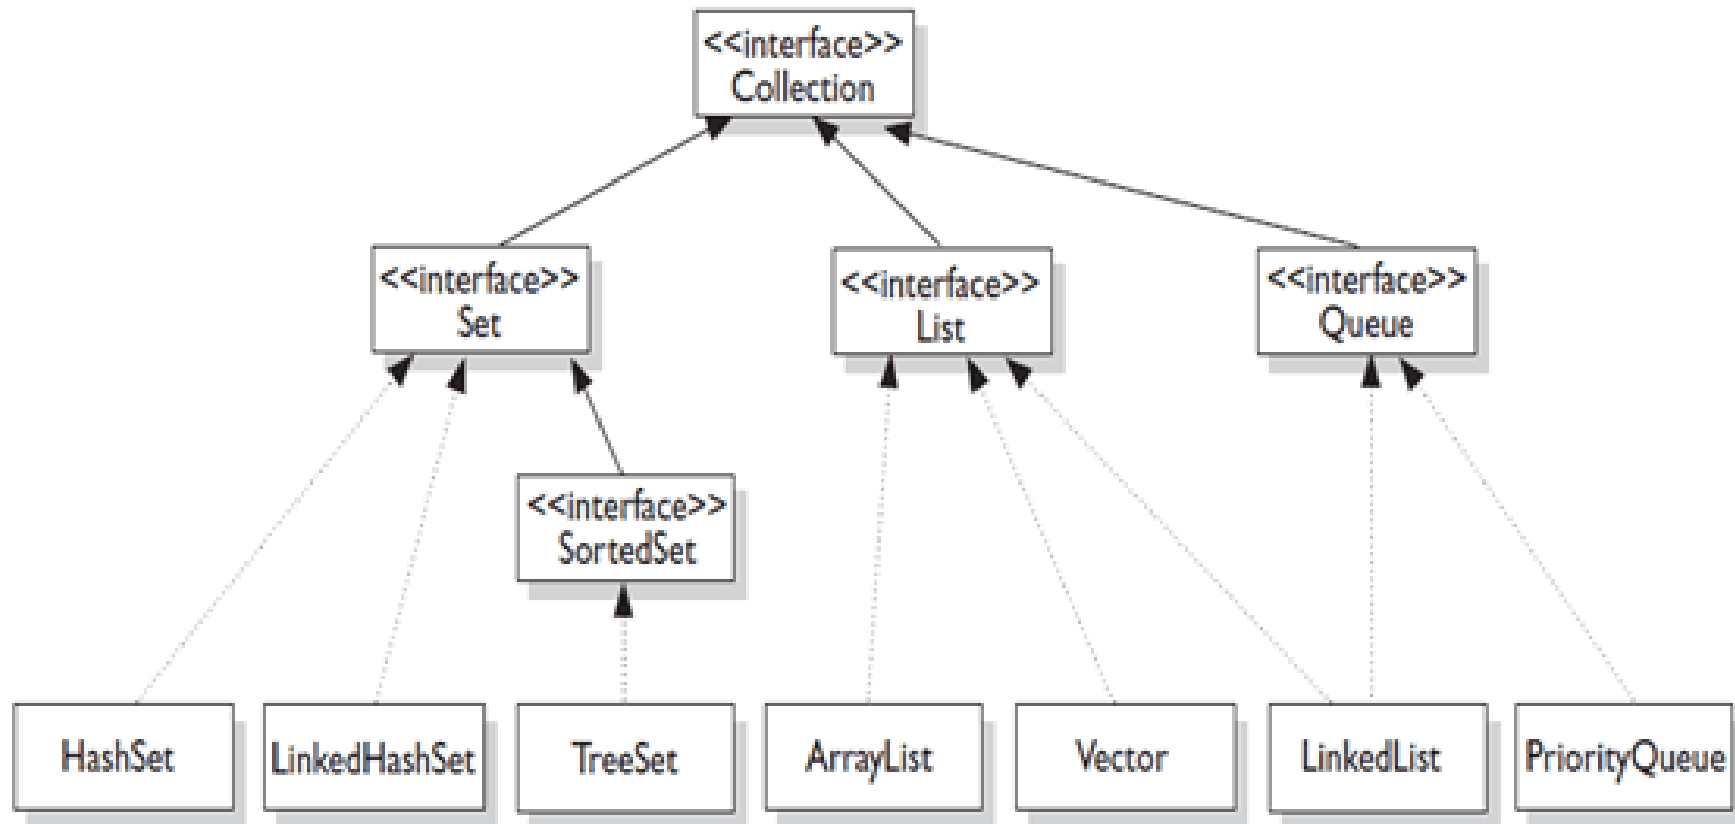 <<interface>>
Collection
<<interface>>
Set
<<interface>>
List
<<interface>>
Queue
<<interface>>
SortedSet
HashSet
LinkedHashSet
TreeSet
ArrayList
Vector
LinkedList
PriorityQueue